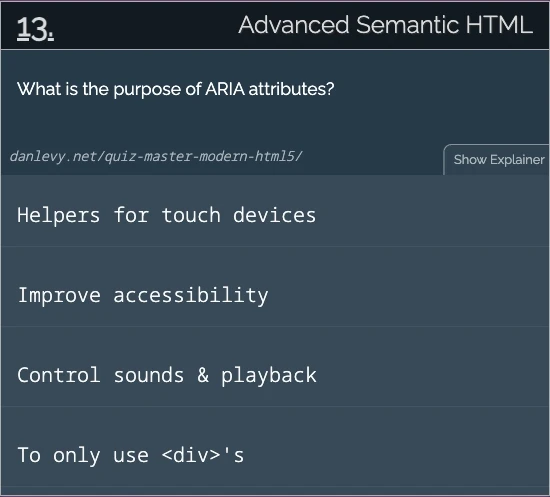 13.
Advanced Semantic HTML
What is the purpose of ARIA attributes?
danlevy.net/quiz-master-modern-html5/
Show Explainer
Helpers for touch devices
Improve accessibility
Control sounds & playback
To only use <div>'s